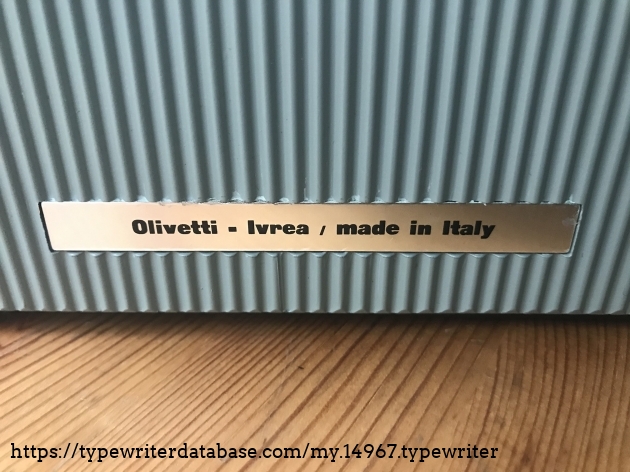 Olivetti - Ivrea / made in Italy
https://typewriterdatabase.com/my.14967.typewriter